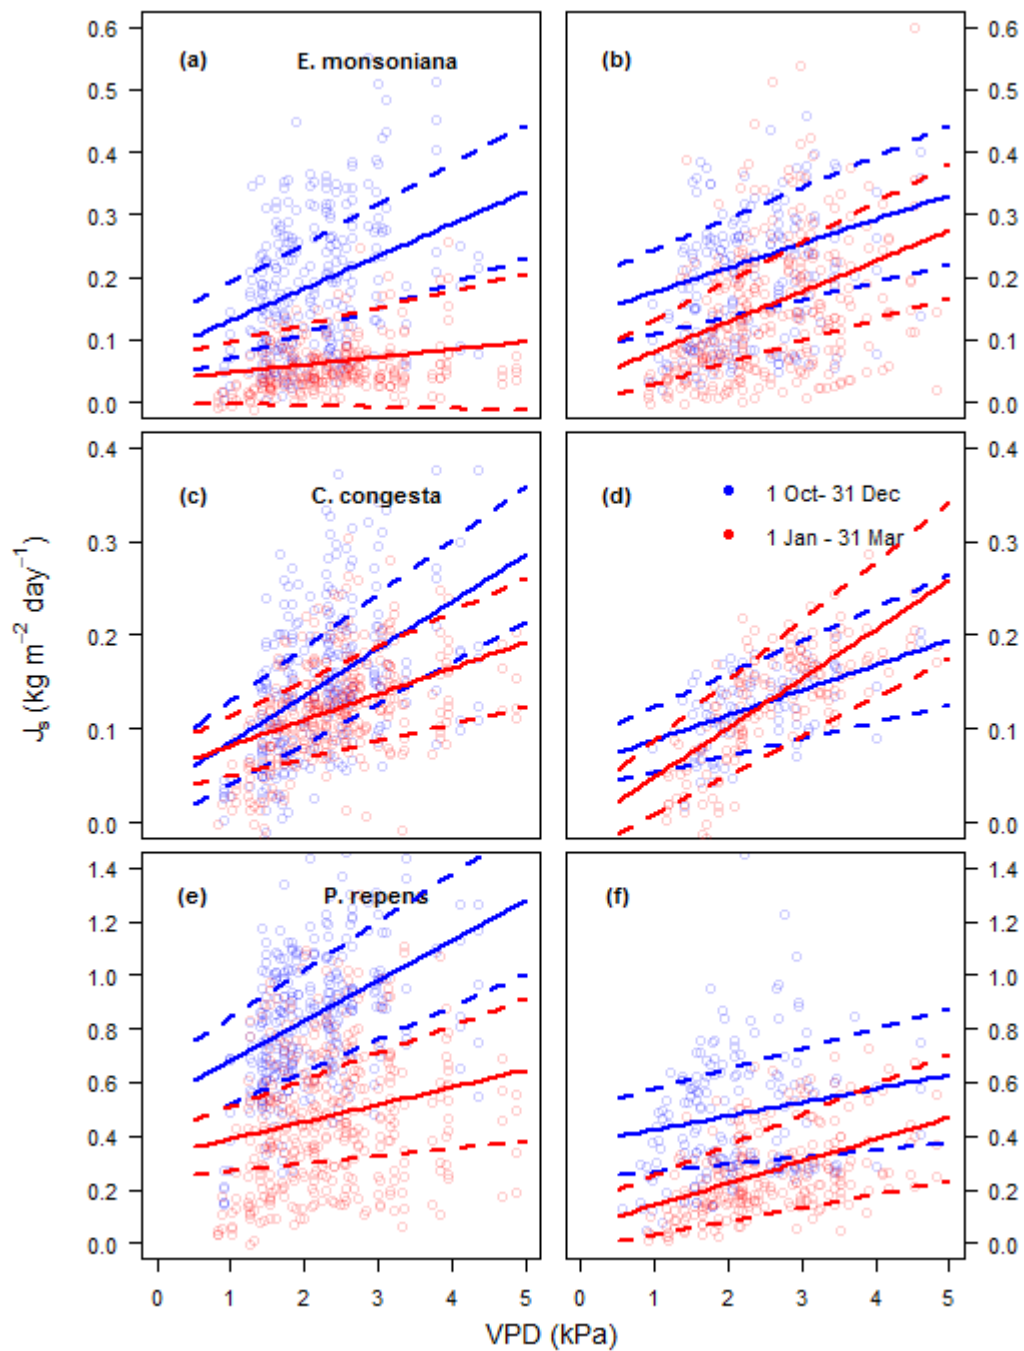 (a) E. monsoniana (b)
0.6 0.6
0.5 0.5
0.4 0.4
0.3 0.3
0.2 0.2
0.1 0.1
0.0 0.0
(c) C. congesta (d)
1 Oct- 31 Dec
1 Jan - 31 Mar
0.4 0.4
0.3 0.3
0.2 0.2
0.1 0.1
0.0 0.0
Js (kg m−2 day−1)
(e) P. repens (f)
1.4 1.4
1.2 1.2
1.0 1.0
0.8 0.8
0.6 0.6
0.4 0.4
0.2 0.2
0.0 0.0
0 1 2 3 4 5 0 1 2 3 4 5
VPD (kPa)